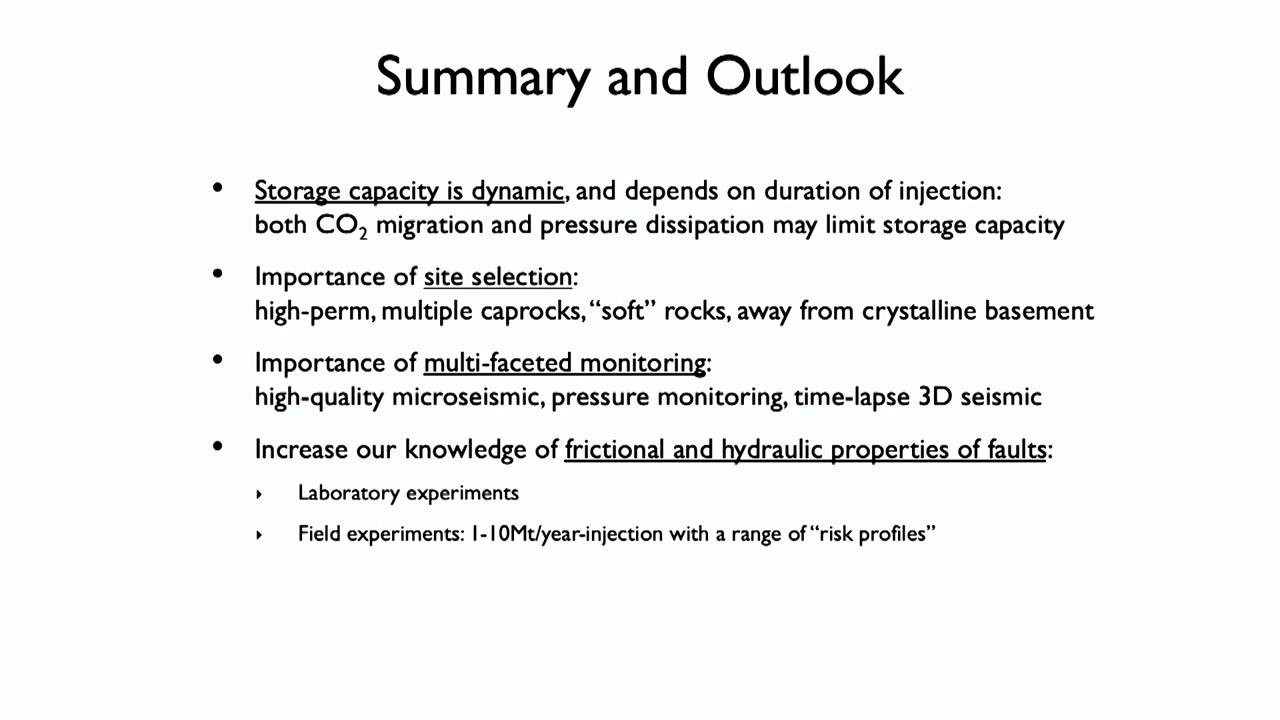 Summary and Outlook
• Storage capacity is dynamic, and depends on duration of injection:
both CO₂ migration and pressure dissipation may limit storage capacity
• Importance of site selection:
high-perm, multiple caprocks, “soft” rocks, away from crystalline basement
• Importance of multi-faceted monitoring:
high-quality microseismic, pressure monitoring, time-lapse 3D seismic
• Increase our knowledge of frictional and hydraulic properties of faults:
‣ Laboratory experiments
‣ Field experiments: 1-10Mt/year-injection with a range of “risk profiles”